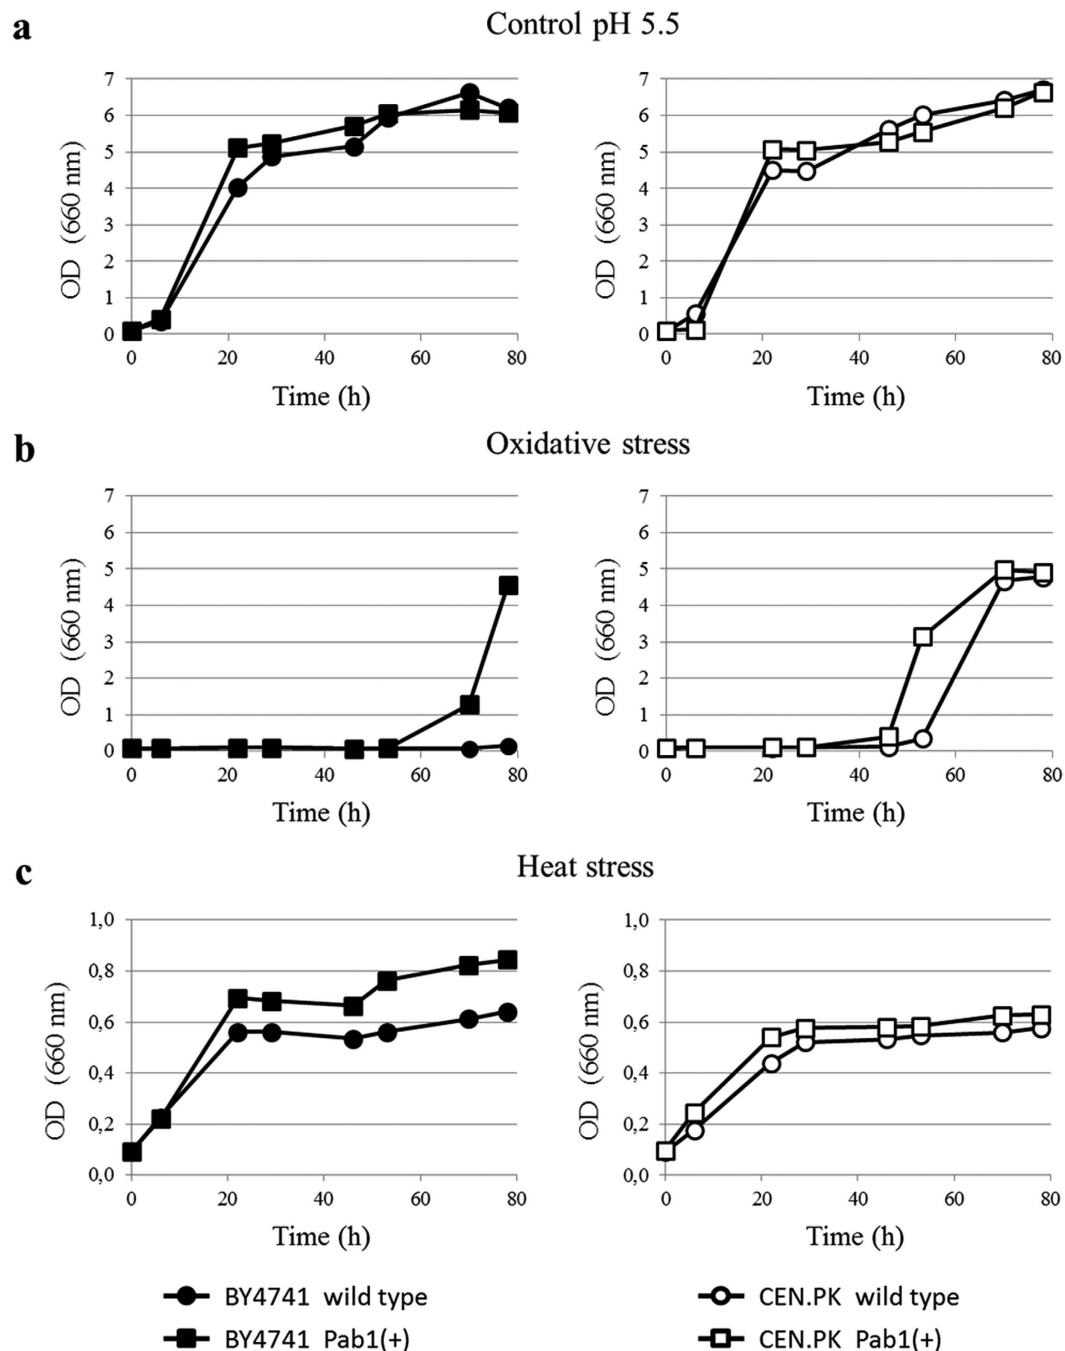 a
Control pH 5.5
7
6
5
4
3
2
1
0
OD (660 nm)
0 20 40 60 80
Time (h)
7
6
5
4
3
2
1
0
OD (660 nm)
0 20 40 60 80
Time (h)
b
Oxidative stress
7
6
5
4
3
2
1
0
OD (660 nm)
0 20 40 60 80
Time (h)
7
6
5
4
3
2
1
0
OD (660 nm)
0 20 40 60 80
Time (h)
c
Heat stress
1,0
0,8
0,6
0,4
0,2
0,0
OD (660 nm)
0 20 40 60 80
Time (h)
1,0
0,8
0,6
0,4
0,2
0,0
OD (660 nm)
0 20 40 60 80
Time (h)
BY4741 wild type
BY4741 Pab1(+)
CEN.PK wild type
CEN.PK Pab1(+)